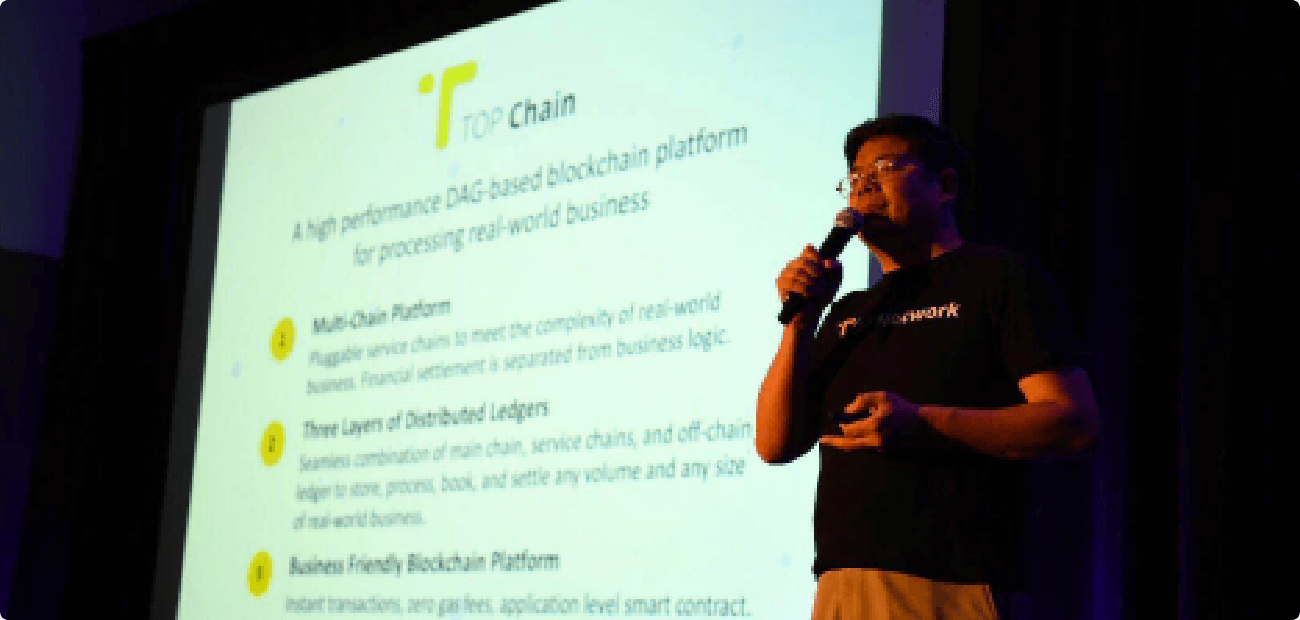 TOP Chain
A high performance DAG-based blockchain platform
for processing real-world business
1
Multi-Chain Platform
Pluggable service chains to meet the complexity of real-world
business. Financial settlement is separated from business logic.
2
Three Layers of Distributed Ledgers
Seamless combination of main chain, service chains, and off-chain
ledger to store, process, book, and settle any volume and any size
of real-world business.
3
Business Friendly Blockchain Platform
Instant transactions, zero gas fees, application level smart contract.
Network